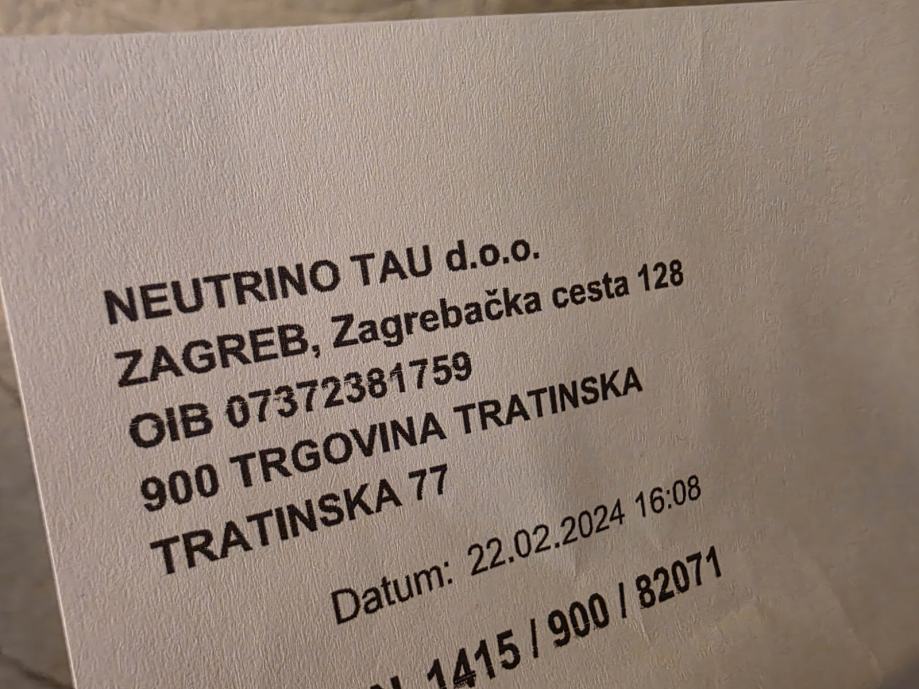 NEUTRINO TAU d.o.o.
ZAGREB, Zagrebačka cesta 128
OIB 07372381759
900 TRGOVINA TRATINSKA
TRATINSKA 77
Datum: 22.02.2024 16:08
1415 / 900 / 82071